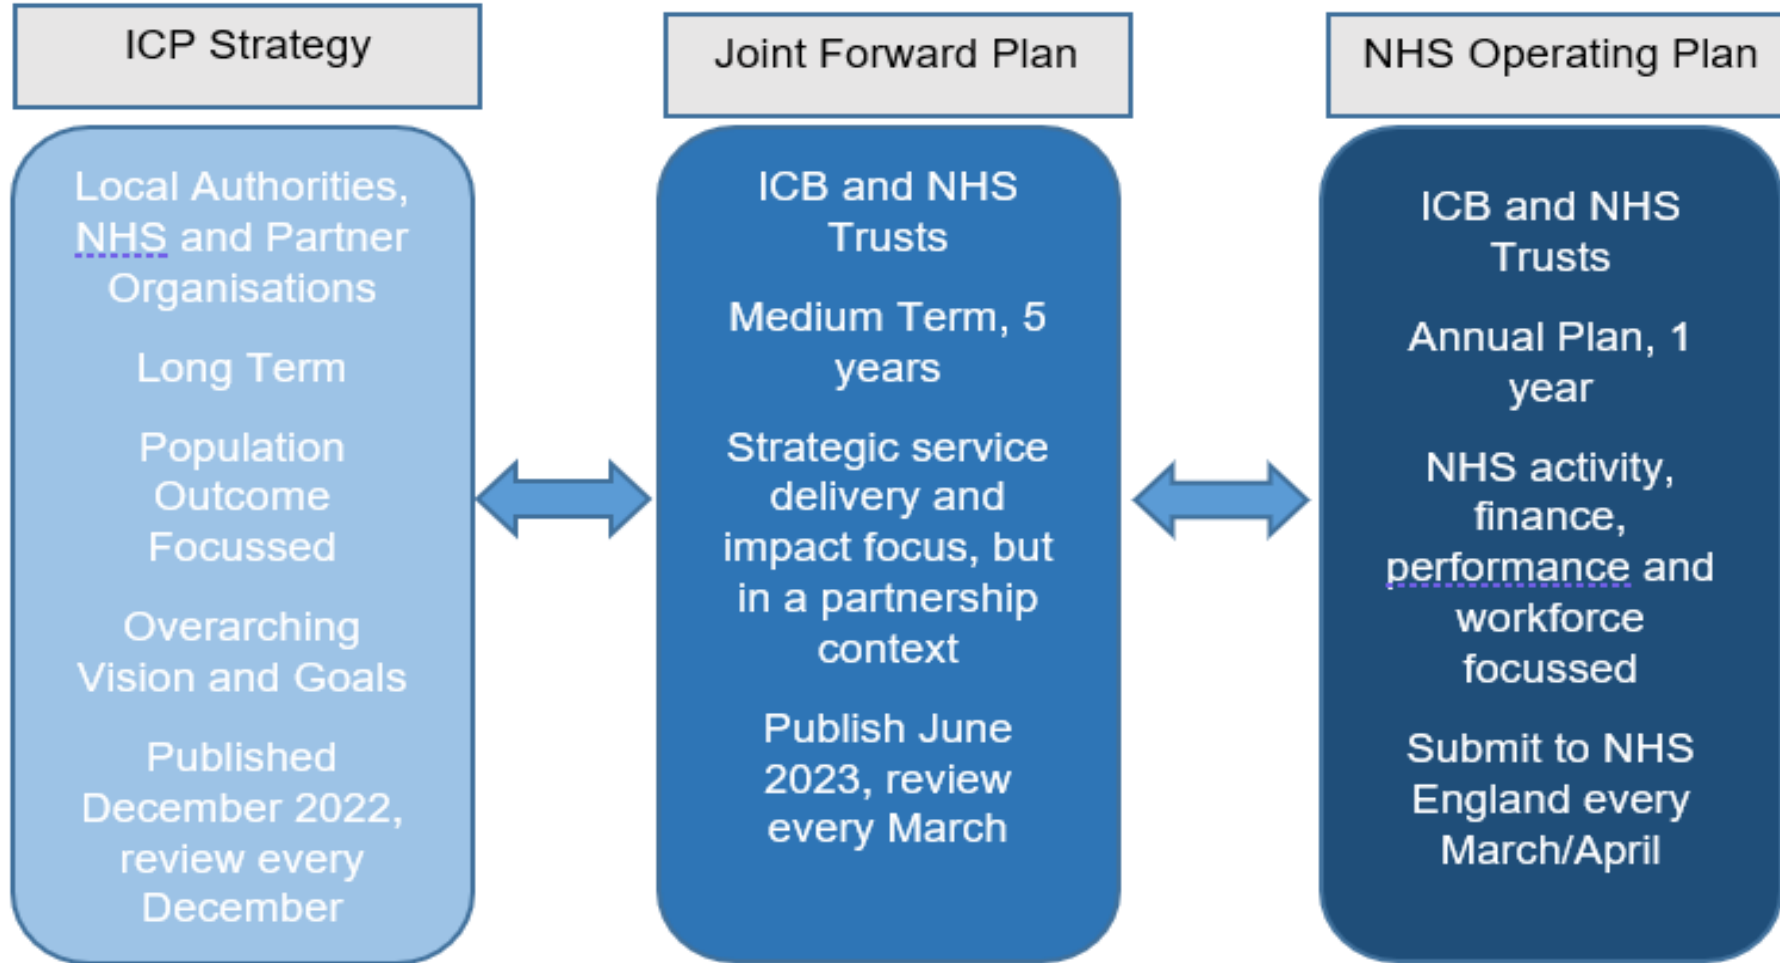 ICP Strategy
Local Authorities,
NHS and Partner
Organisations
Long Term
Population
Outcome
Focussed
Overarching
Vision and Goals
Published
December 2022,
review every
December
Joint Forward Plan
ICB and NHS
Trusts
Medium Term, 5
years
Strategic service
delivery and
impact focus, but
in a partnership
context
Publish June
2023, review
every March
NHS Operating Plan
ICB and NHS
Trusts
Annual Plan, 1
year
NHS activity,
finance,
performance and
workforce
focussed
Submit to NHS
England every
March/April